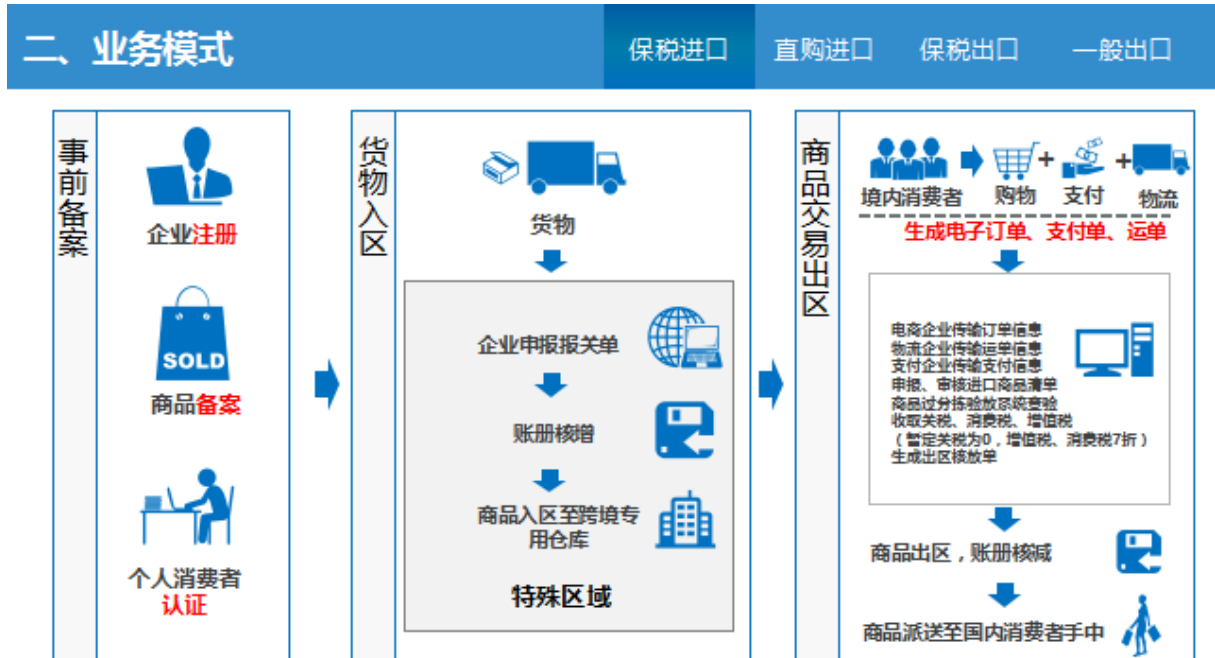 二、业务模式
保税进口
直购进口
保税出口
一般出口
事前备案
企业注册
SOLD
商品备案
个人消费者
认证
货物入区
货物
企业申报报关单
账册核增
商品入区至跨境专
用仓库
特殊区域
商品交易出区
+
+
境内消费者
购物
支付
物流
生成电子订单、支付单、运单
电商企业传输订单信息
物流企业传输运单信息
支付企业传输支付信息
申报、审核进口商品清单
商品过分拣验放系统查验
收取关税、消费税、增值税
（暂定关税为0，增值税、消费税7折）
生成出区核放单
商品出区，账册核减
商品派送至国内消费者手中